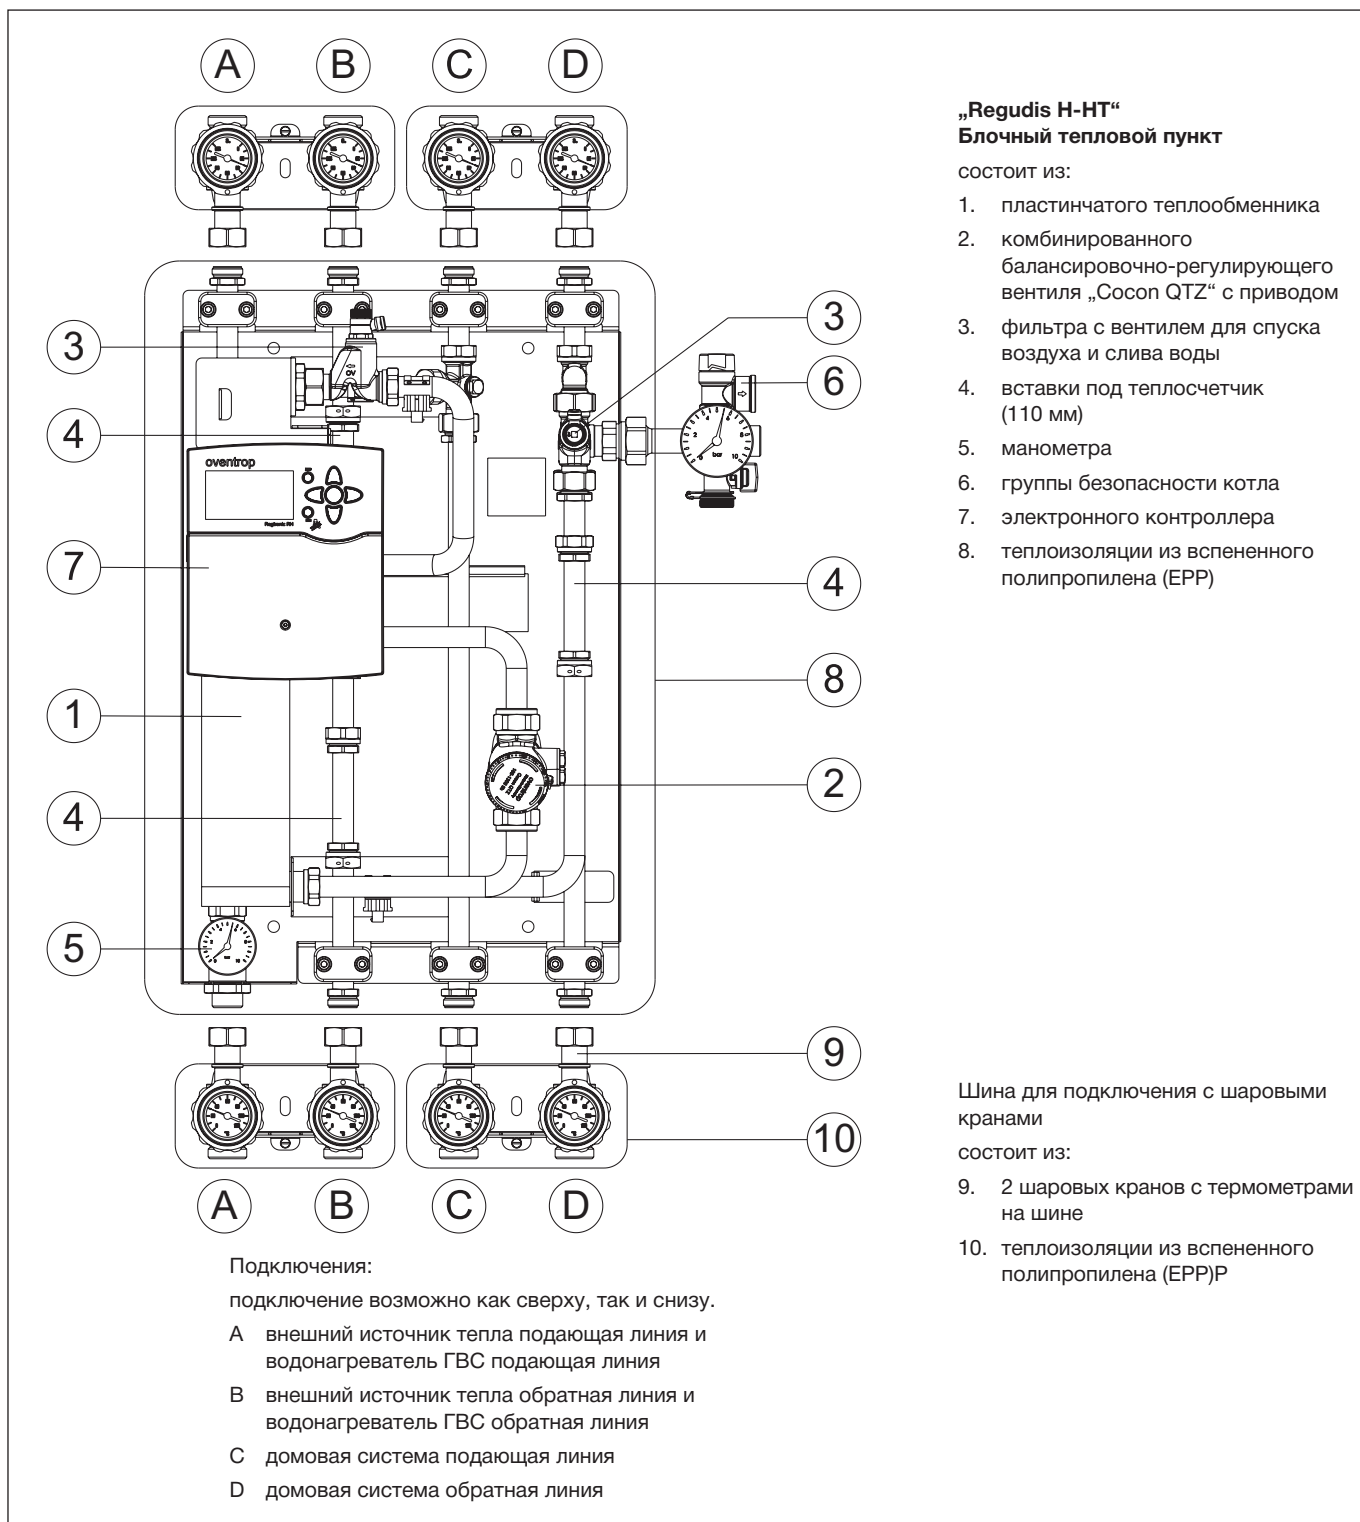 A
B
C
D
„Regudis H-HT“
Блочный тепловой пункт
состоит из:
1. пластинчатого теплообменника
2. комбинированного
балансировочно-регулирующего
вентиля „Cocon QTZ“ с приводом
3. фильтра с вентилем для спуска
воздуха и слива воды
4. вставки под теплосчетчик
(110 мм)
5. манометра
6. группы безопасности котла
7. электронного контроллера
8. теплоизоляции из вспененного
полипропилена (EPP)
3
3
6
4
oventrop
bar
7
4
8
1
2
4
5
9
10
A
B
C
D
Шина для подключения с шаровыми
кранами
состоит из:
9. 2 шаровых кранов с термометрами
на шине
10. теплоизоляции из вспененного
полипропилена (EPP)P
Подключения:
подключение возможно как сверху, так и снизу.
A внешний источник тепла подающая линия и
водонагреватель ГВС подающая линия
B внешний источник тепла обратная линия и
водонагреватель ГВС обратная линия
C домовая система подающая линия
D домовая система обратная линия